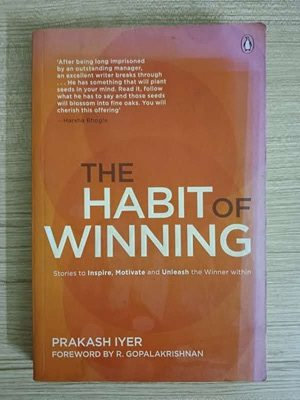 'After being long imprisoned
by an outstanding manager,
an excellent writer breaks through
... He has something that will plant
seeds in your mind. Read it, follow
what he has to say and those seeds
will blossom into fine oaks. You will
cherish this offering'
—Harsha Bhogle
THE
HABIT OF
WINNING
Stories to Inspire, Motivate and Unleash the Winner within
PRAKASH IYER
FOREWORD BY R. GOPALAKRISHNAN